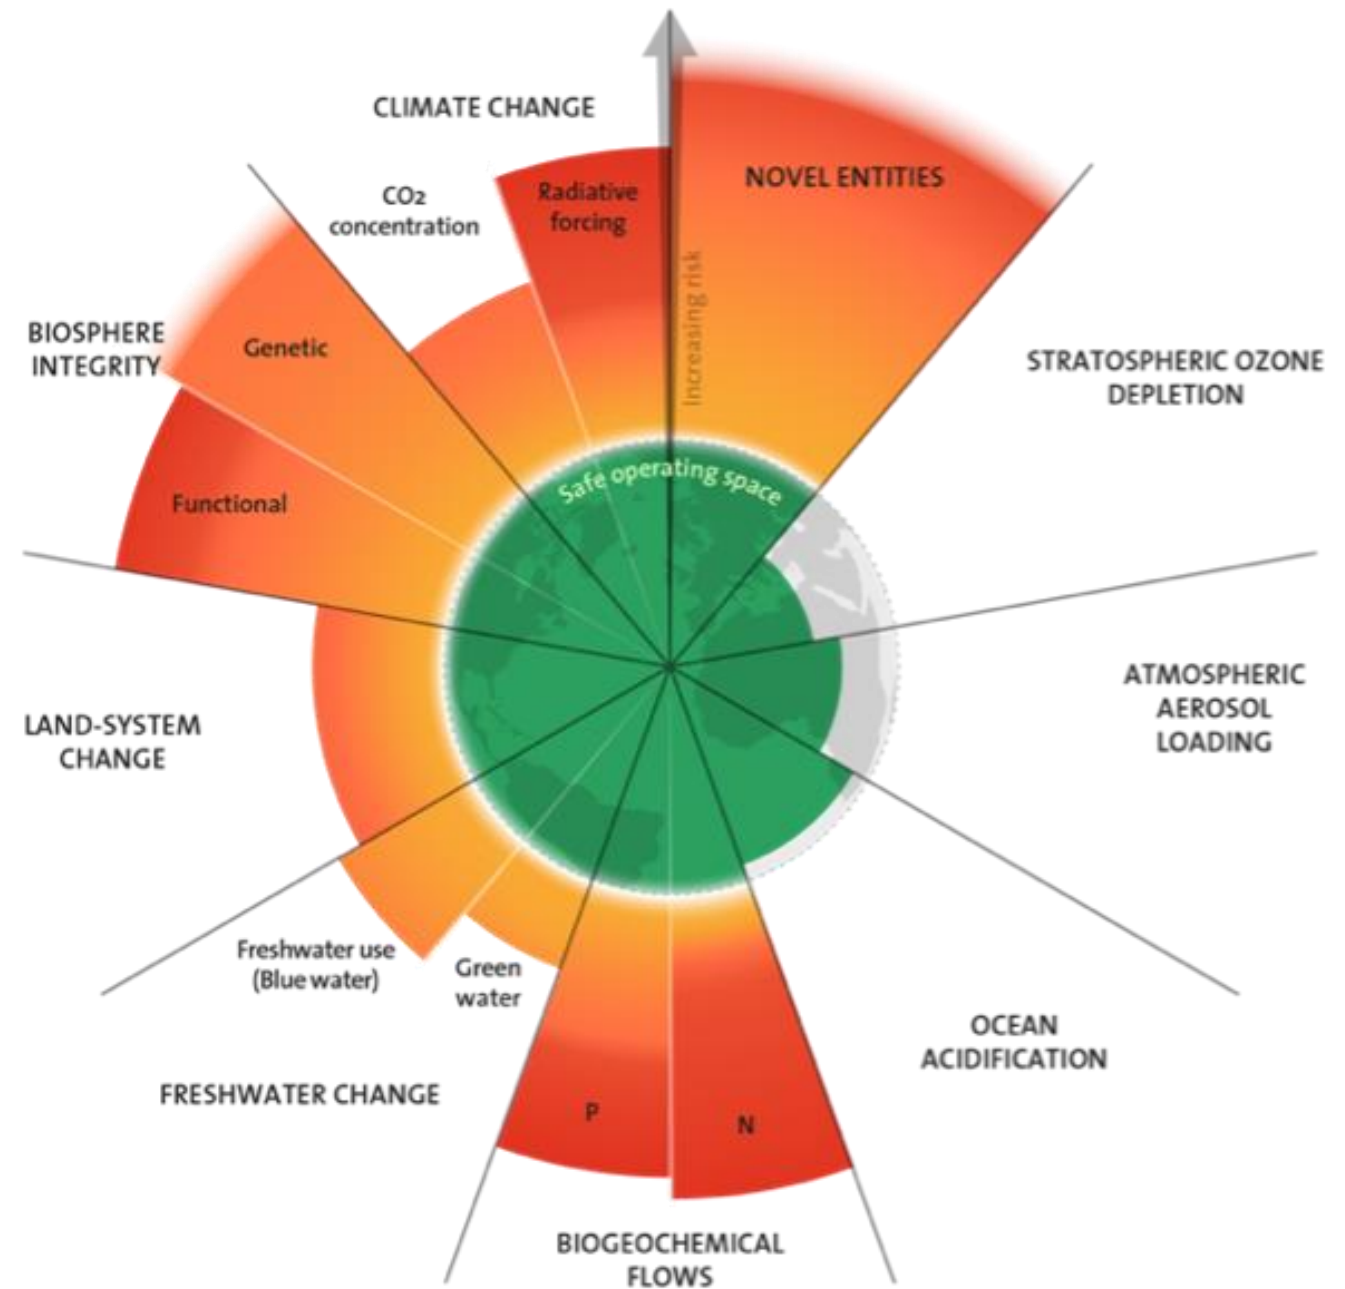 CLIMATE CHANGE
CO2
concentration
Radiative
forcing
NOVEL ENTITIES
Increasing risk
BIOSPHERE
INTEGRITY
Genetic
Functional
STRATOSPHERIC OZONE
DEPLETION
Safe operating space
ATMOSPHERIC
AEROSOL
LOADING
LAND-SYSTEM
CHANGE
Freshwater use
(Blue water)
Green
water
FRESHWATER CHANGE
OCEAN
ACIDIFICATION
P
N
BIOGEOCHEMICAL
FLOWS